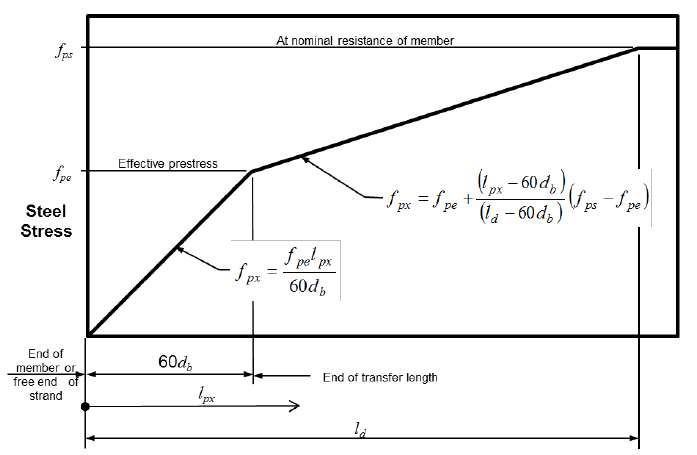 f_ps
At nominal resistance of member
f_pe
Effective prestress
Steel
Stress
f_px = f_pe + (l_px − 60d_b) / (l_d − 60d_b) (f_ps − f_pe)
f_px = f_pe l_px / 60d_b
End of
member or
free end of
strand
60d_b
End of transfer length
l_px
l_d